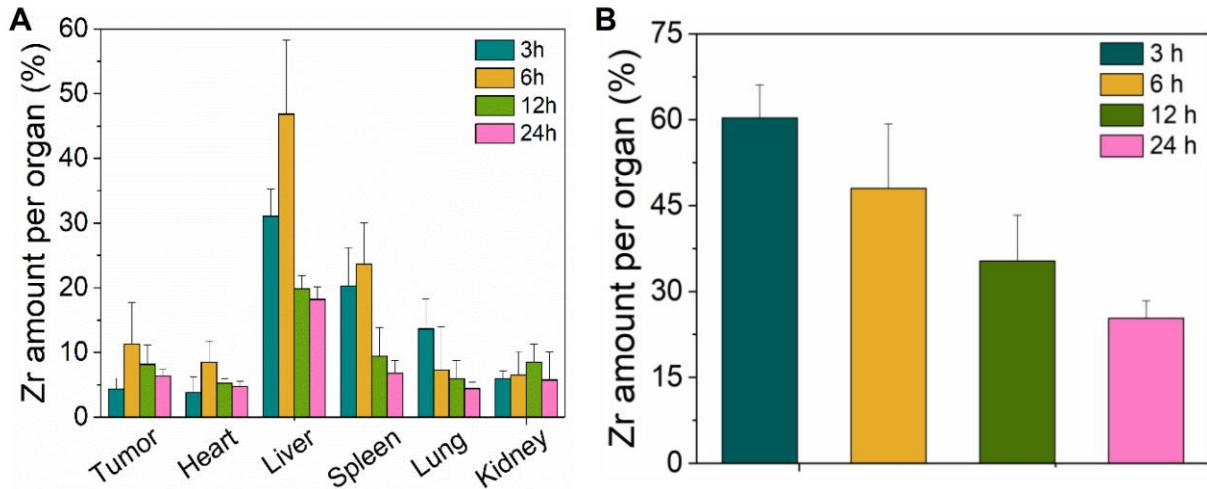 A
Zr amount per organ (%)
60
50
40
30
20
10
0
3h
6h
12h
24h
Tumor
Heart
Liver
Spleen
Lung
Kidney
B
Zr amount per organ (%)
75
60
45
30
15
0
3 h
6 h
12 h
24 h